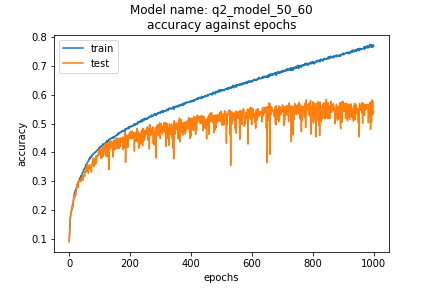 Model name: q2_model_50_60
accuracy against epochs
train
test
accuracy
0.8
0.7
0.6
0.5
0.4
0.3
0.2
0.1
0
200
400
600
800
1000
epochs